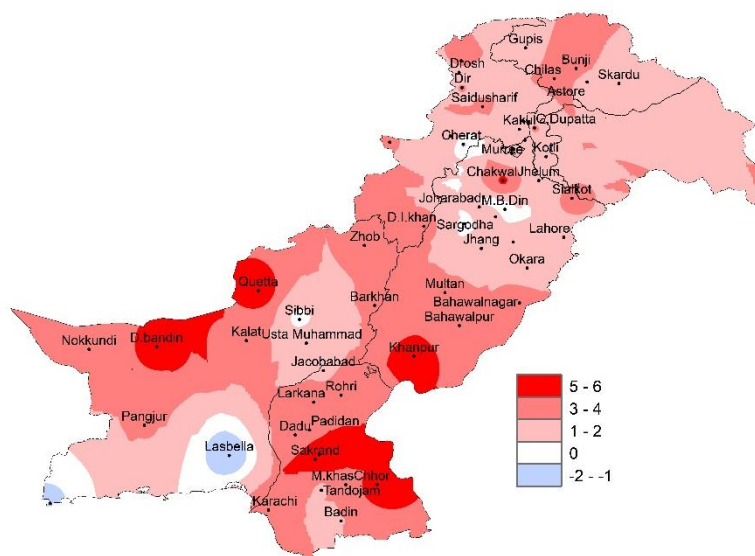 Gupis
Drosh
Dir
Bunji
Chilas
Skardu
Astore
Saidusharif
Kakul
G.Dupatta
Cherat
Murree
Kotli
Chakwal
Jhelum
Sialkot
Joharabad
M.B.Din
D.I.khan
Sargodha
Lahore
Zhob
Jhang
Okara
Quetta
Multan
Barkhan
Bahawalnagar
Sibbi
Bahawalpur
Nokkundi
D.bandin
Kalat
Usta Muhammad
Khanpur
Jacobabad
Rohri
Larkana
Pangjur
Padidan
Dadu
Lasbella
Sakrand
M.khas
Chhor
Tandojam
Karachi
Badin
5 - 6
3 - 4
1 - 2
0
-2 - -1